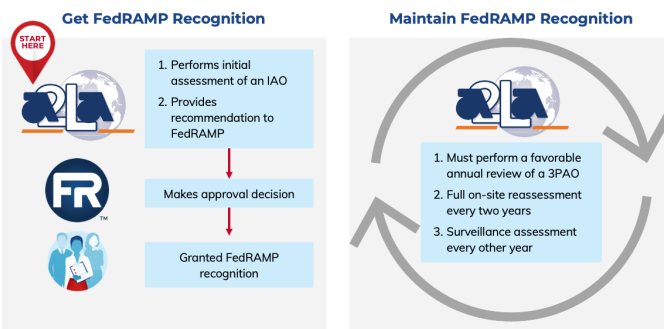 Get FedRAMP Recognition
START
HERE
A2LA
1. Performs initial
assessment of an IAO
2. Provides
recommendation to
FedRAMP
FR
TM
Makes approval decision
Granted FedRAMP
recognition
Maintain FedRAMP Recognition
A2LA
1. Must perform a favorable
annual review of a 3PAO
2. Full on-site reassessment
every two years
3. Surveillance assessment
every other year